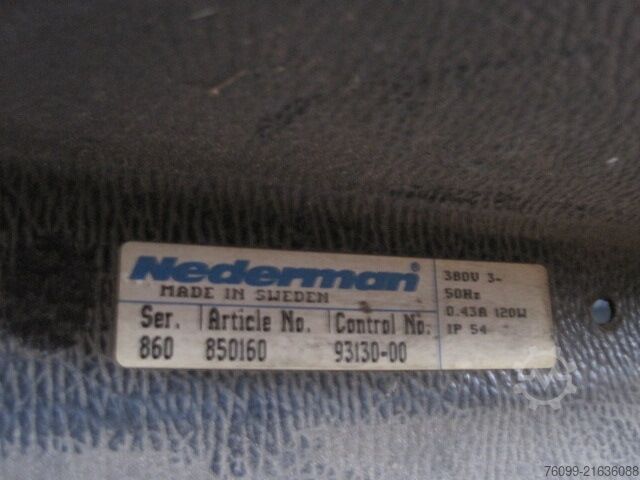 Nederman®
MADE IN SWEDEN
Ser. Article No. Control No.
860 850160 93130-00
380V 3~
50Hz
0.43A 120W
IP 54
76099-21636088